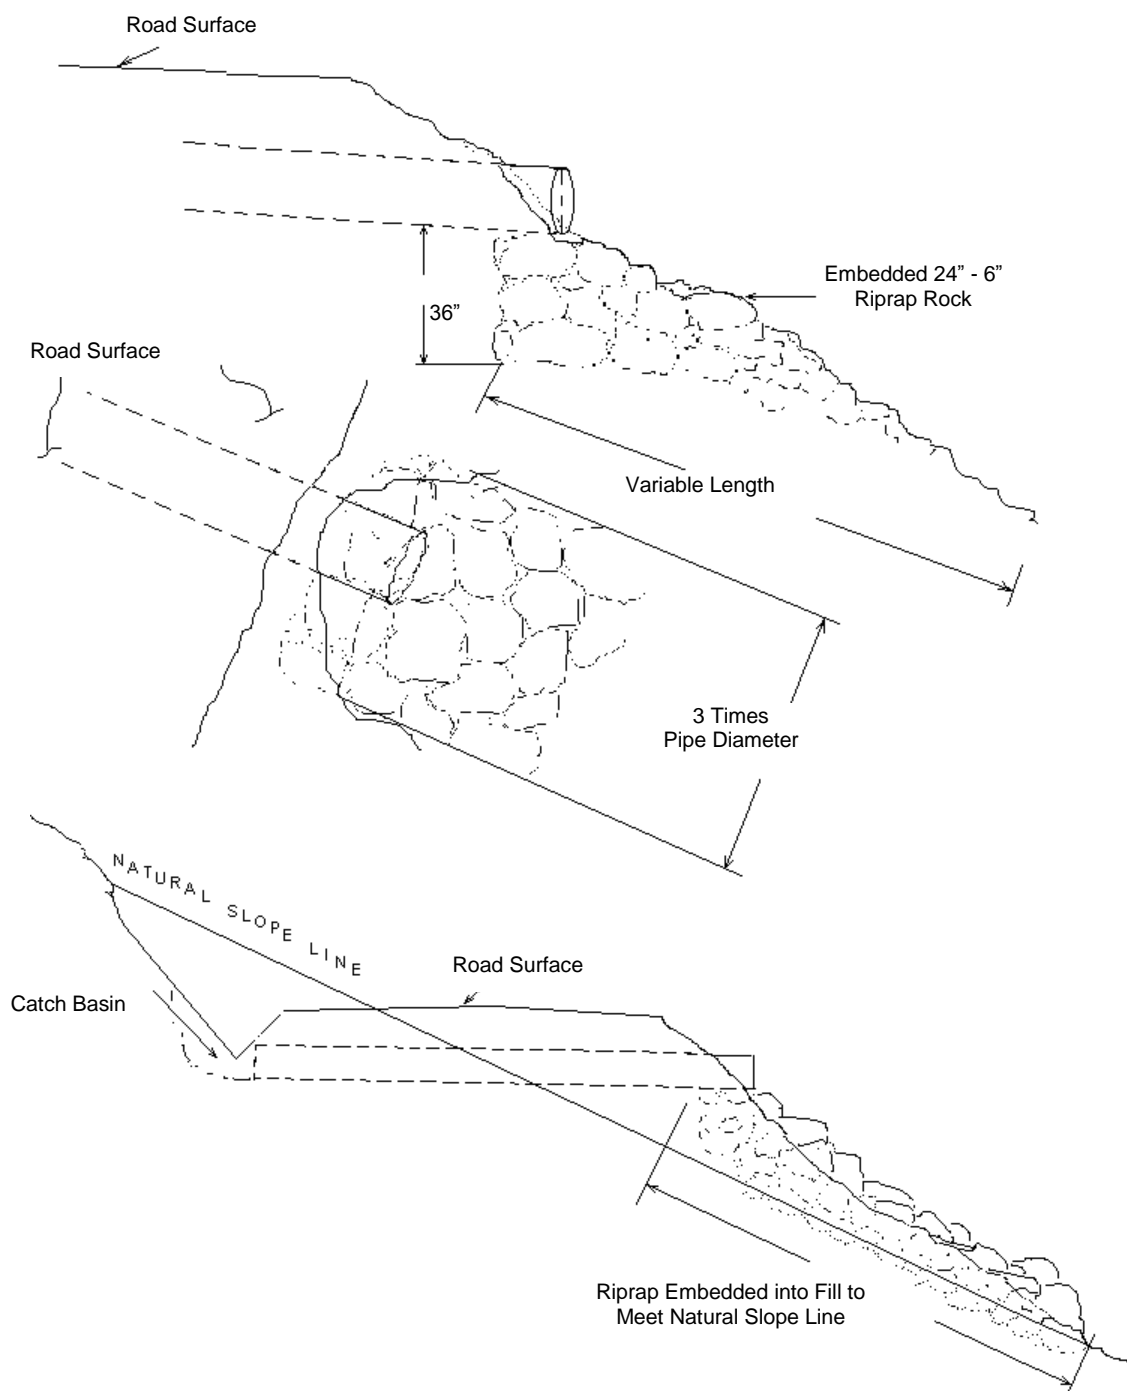 Road Surface
Embedded 24” - 6”
Riprap Rock
36”
Road Surface
Variable Length
3 Times
Pipe Diameter
NATURAL SLOPE LINE
Road Surface
Catch Basin
Riprap Embedded into Fill to
Meet Natural Slope Line